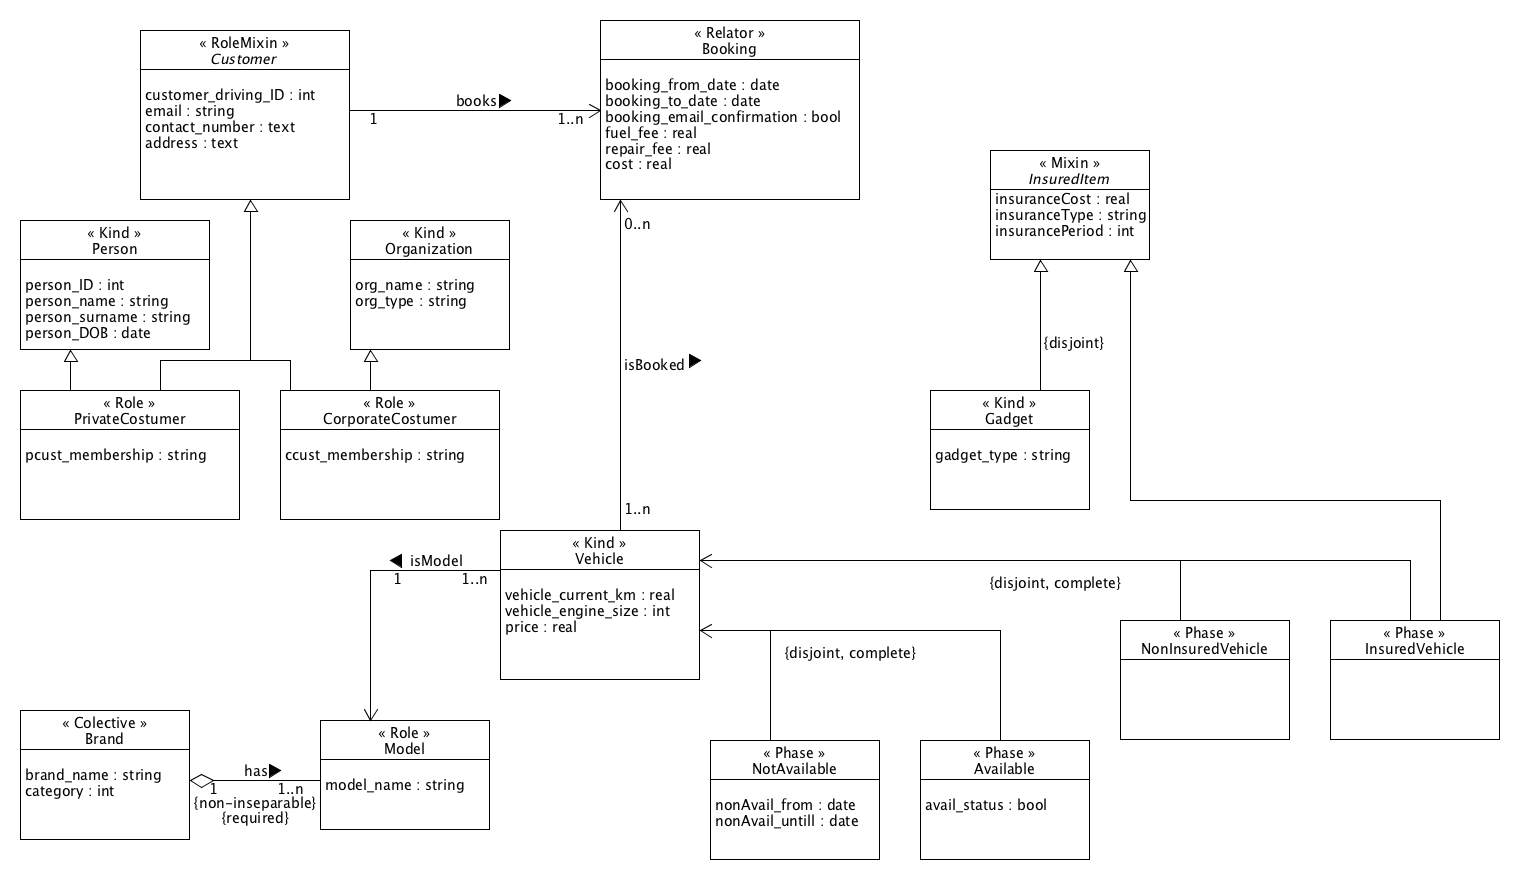 « RoleMixin »
Customer
customer_driving_ID : int
email : string
contact_number : text
address : text
books
1
1..n
« Relator »
Booking
booking_from_date : date
booking_to_date : date
booking_email_confirmation : bool
fuel_fee : real
repair_fee : real
cost : real
« Mixin »
InsuredItem
insuranceCost : real
insuranceType : string
insurancePeriod : int
« Kind »
Person
person_ID : int
person_name : string
person_surname : string
person_DOB : date
« Kind »
Organization
org_name : string
org_type : string
0..n
isBooked
1..n
{disjoint}
« Role »
PrivateCostumer
pcust_membership : string
« Role »
CorporateCostumer
ccust_membership : string
« Kind »
Gadget
gadget_type : string
isModel
1
1..n
« Kind »
Vehicle
vehicle_current_km : real
vehicle_engine_size : int
price : real
{disjoint, complete}
{disjoint, complete}
« Phase »
NonInsuredVehicle
« Phase »
InsuredVehicle
« Colective »
Brand
brand_name : string
category : int
has
1
1..n
{non-inseparable}
{required}
« Role »
Model
model_name : string
« Phase »
NotAvailable
nonAvail_from : date
nonAvail_untill : date
« Phase »
Available
avail_status : bool